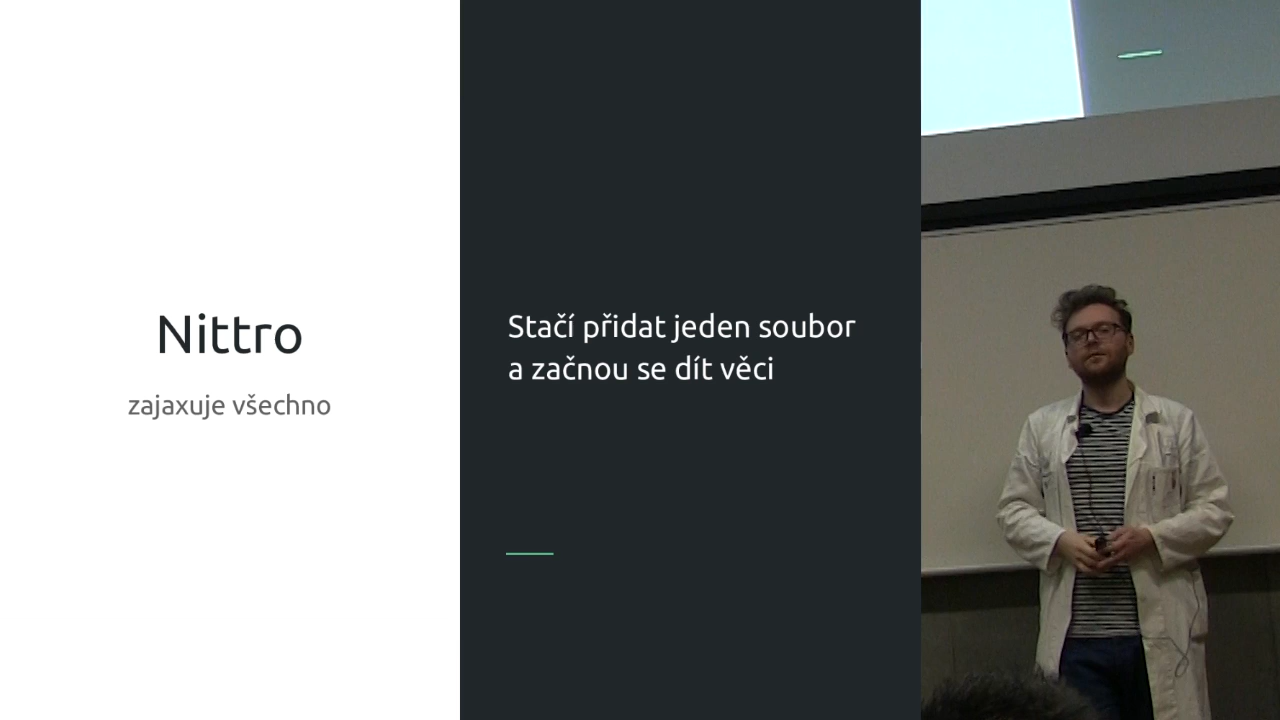 Nittro
zajaxuje všechno
Stačí přidat jeden soubor
a začnou se dít věci